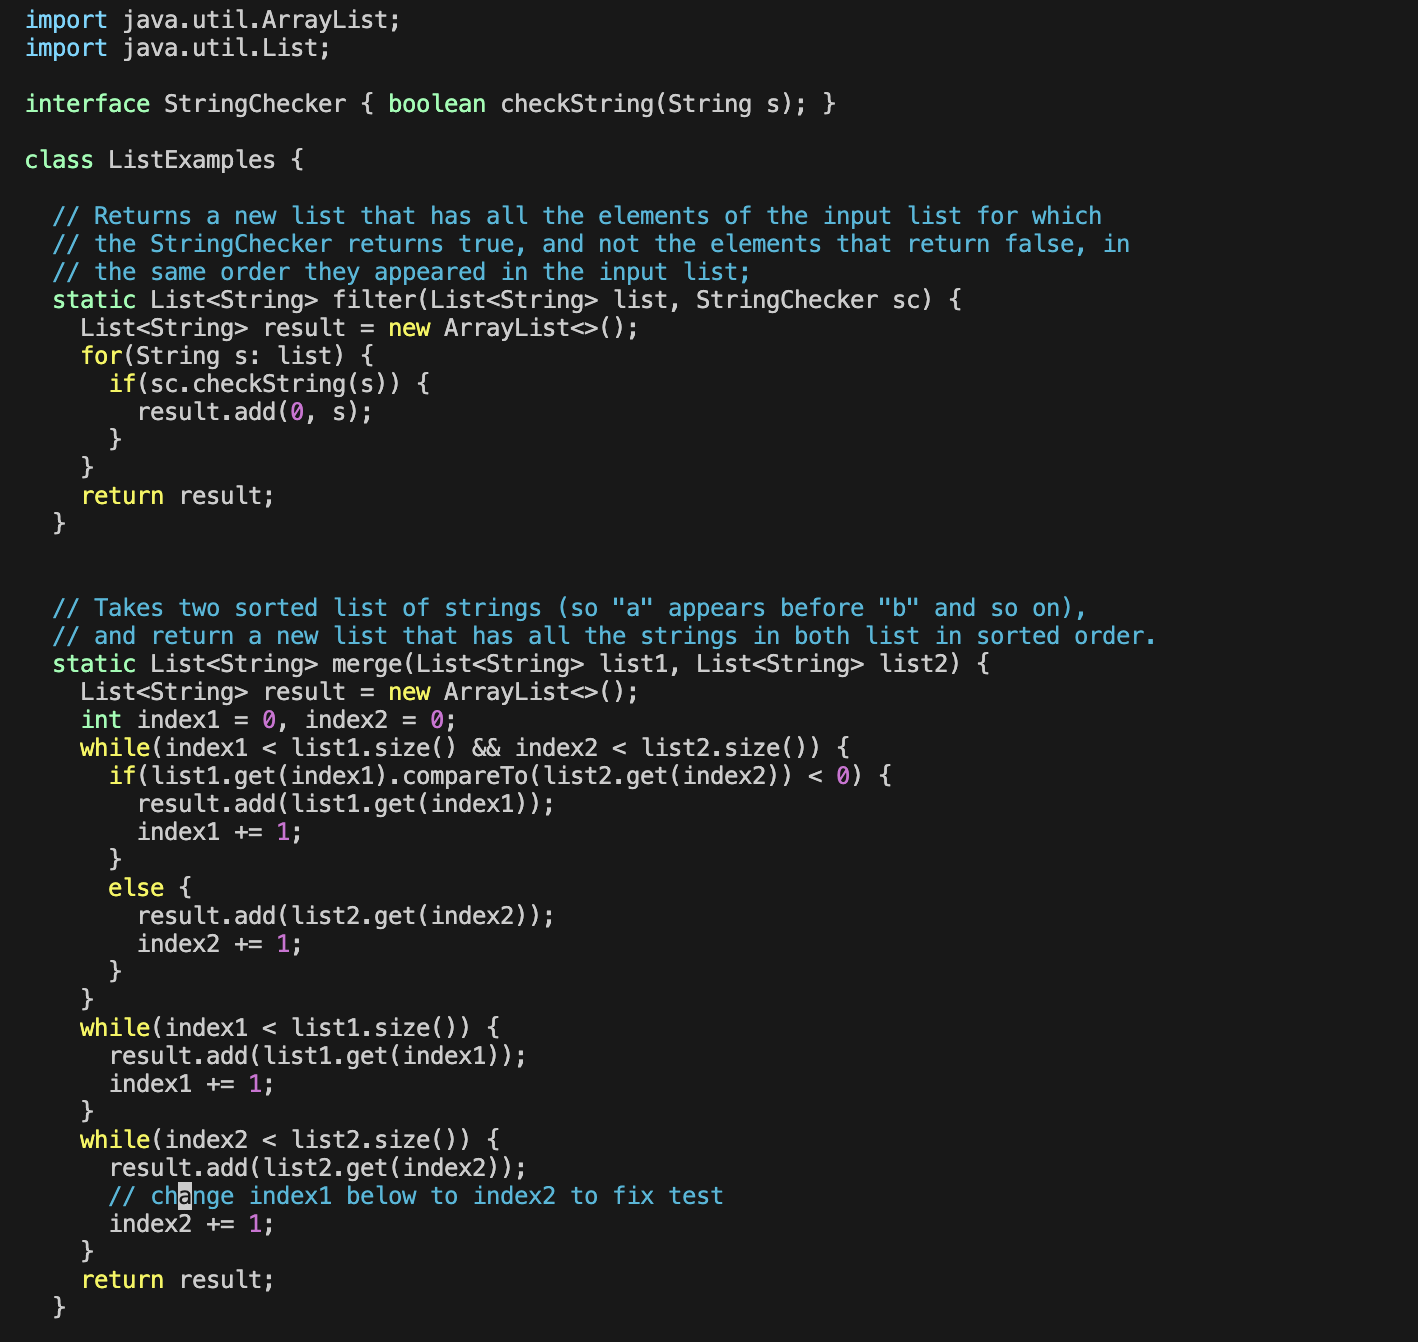 import java.util.ArrayList;
import java.util.List;

interface StringChecker { boolean checkString(String s); }

class ListExamples {

  // Returns a new list that has all the elements of the input list for which
  // the StringChecker returns true, and not the elements that return false, in
  // the same order they appeared in the input list;
  static List<String> filter(List<String> list, StringChecker sc) {
    List<String> result = new ArrayList<>();
    for(String s: list) {
      if(sc.checkString(s)) {
        result.add(0, s);
      }
    }
    return result;
  }


  // Takes two sorted list of strings (so "a" appears before "b" and so on),
  // and return a new list that has all the strings in both list in sorted order.
  static List<String> merge(List<String> list1, List<String> list2) {
    List<String> result = new ArrayList<>();
    int index1 = 0, index2 = 0;
    while(index1 < list1.size() && index2 < list2.size()) {
      if(list1.get(index1).compareTo(list2.get(index2)) < 0) {
        result.add(list1.get(index1));
        index1 += 1;
      }
      else {
        result.add(list2.get(index2));
        index2 += 1;
      }
    }
    while(index1 < list1.size()) {
      result.add(list1.get(index1));
      index1 += 1;
    }
    while(index2 < list2.size()) {
      result.add(list2.get(index2));
      // change index1 below to index2 to fix test
      index2 += 1;
    }
    return result;
  }